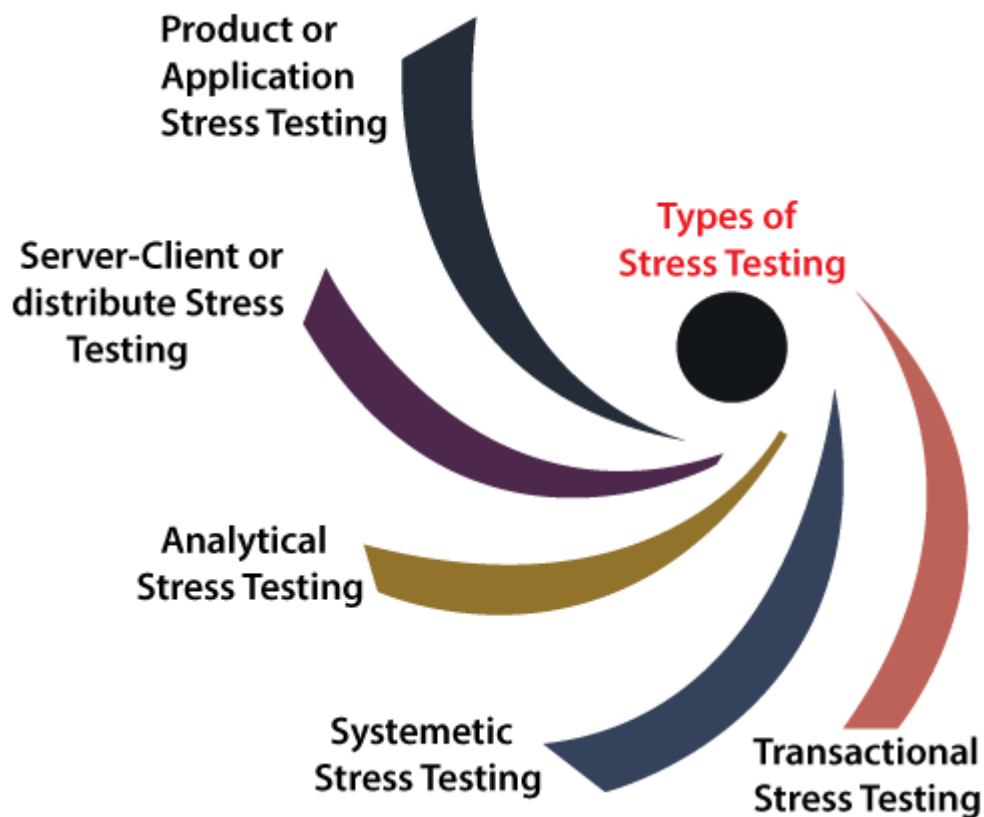 Product or
Application
Stress Testing
Types of
Stress Testing
Server-Client or
distribute Stress
Testing
Analytical
Stress Testing
Systemetic
Stress Testing
Transactional
Stress Testing